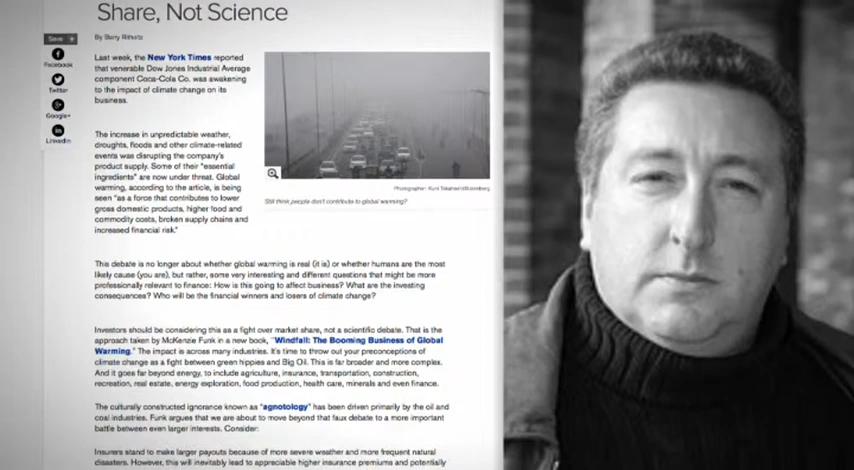 Share, Not Science
By Barry Ritholtz
Save +
Facebook
Twitter
Google+
LinkedIn
Last week, the New York Times reported
that venerable Dow Jones Industrial Average
component Coca-Cola Co. was awakening
to the impact of climate change on its
business.
Photographer: Kuni Takahashi/Bloomberg
Still think people don't contribute to global warming?
The increase in unpredictable weather,
droughts, floods and other climate-related
events was disrupting the company's
product supply. Some of their "essential
ingredients" are now under threat. Global
warming, according to the article, is being
seen "as a force that contributes to lower
gross domestic products, higher food and
commodity costs, broken supply chains and
increased financial risk."
This debate is no longer about whether global warming is real (it is) or whether humans are the most
likely cause (you are), but rather, some very interesting and different questions that might be more
professionally relevant to finance: How is this going to affect business? What are the investing
consequences? Who will be the financial winners and losers of climate change?
Investors should be considering this as a fight over market share, not a scientific debate. That is the
approach taken by McKenzie Funk in a new book, "Windfall: The Booming Business of Global
Warming." The impact is across many industries. It's time to throw out your preconceptions of
climate change as a fight between green hippies and Big Oil. This is far broader and more complex.
And it goes far beyond energy, to include agriculture, insurance, transportation, construction,
recreation, real estate, energy exploration, food production, health care, minerals and even finance.
The culturally constructed ignorance known as "agnotology" has been driven primarily by the oil and
coal industries. Funk argues that we are about to move beyond that faux debate to a more important
battle between even larger interests. Consider:
Insurers stand to make larger payouts because of more severe weather and more frequent natural
disasters. However, this will inevitably lead to appreciable higher insurance premiums and potentially